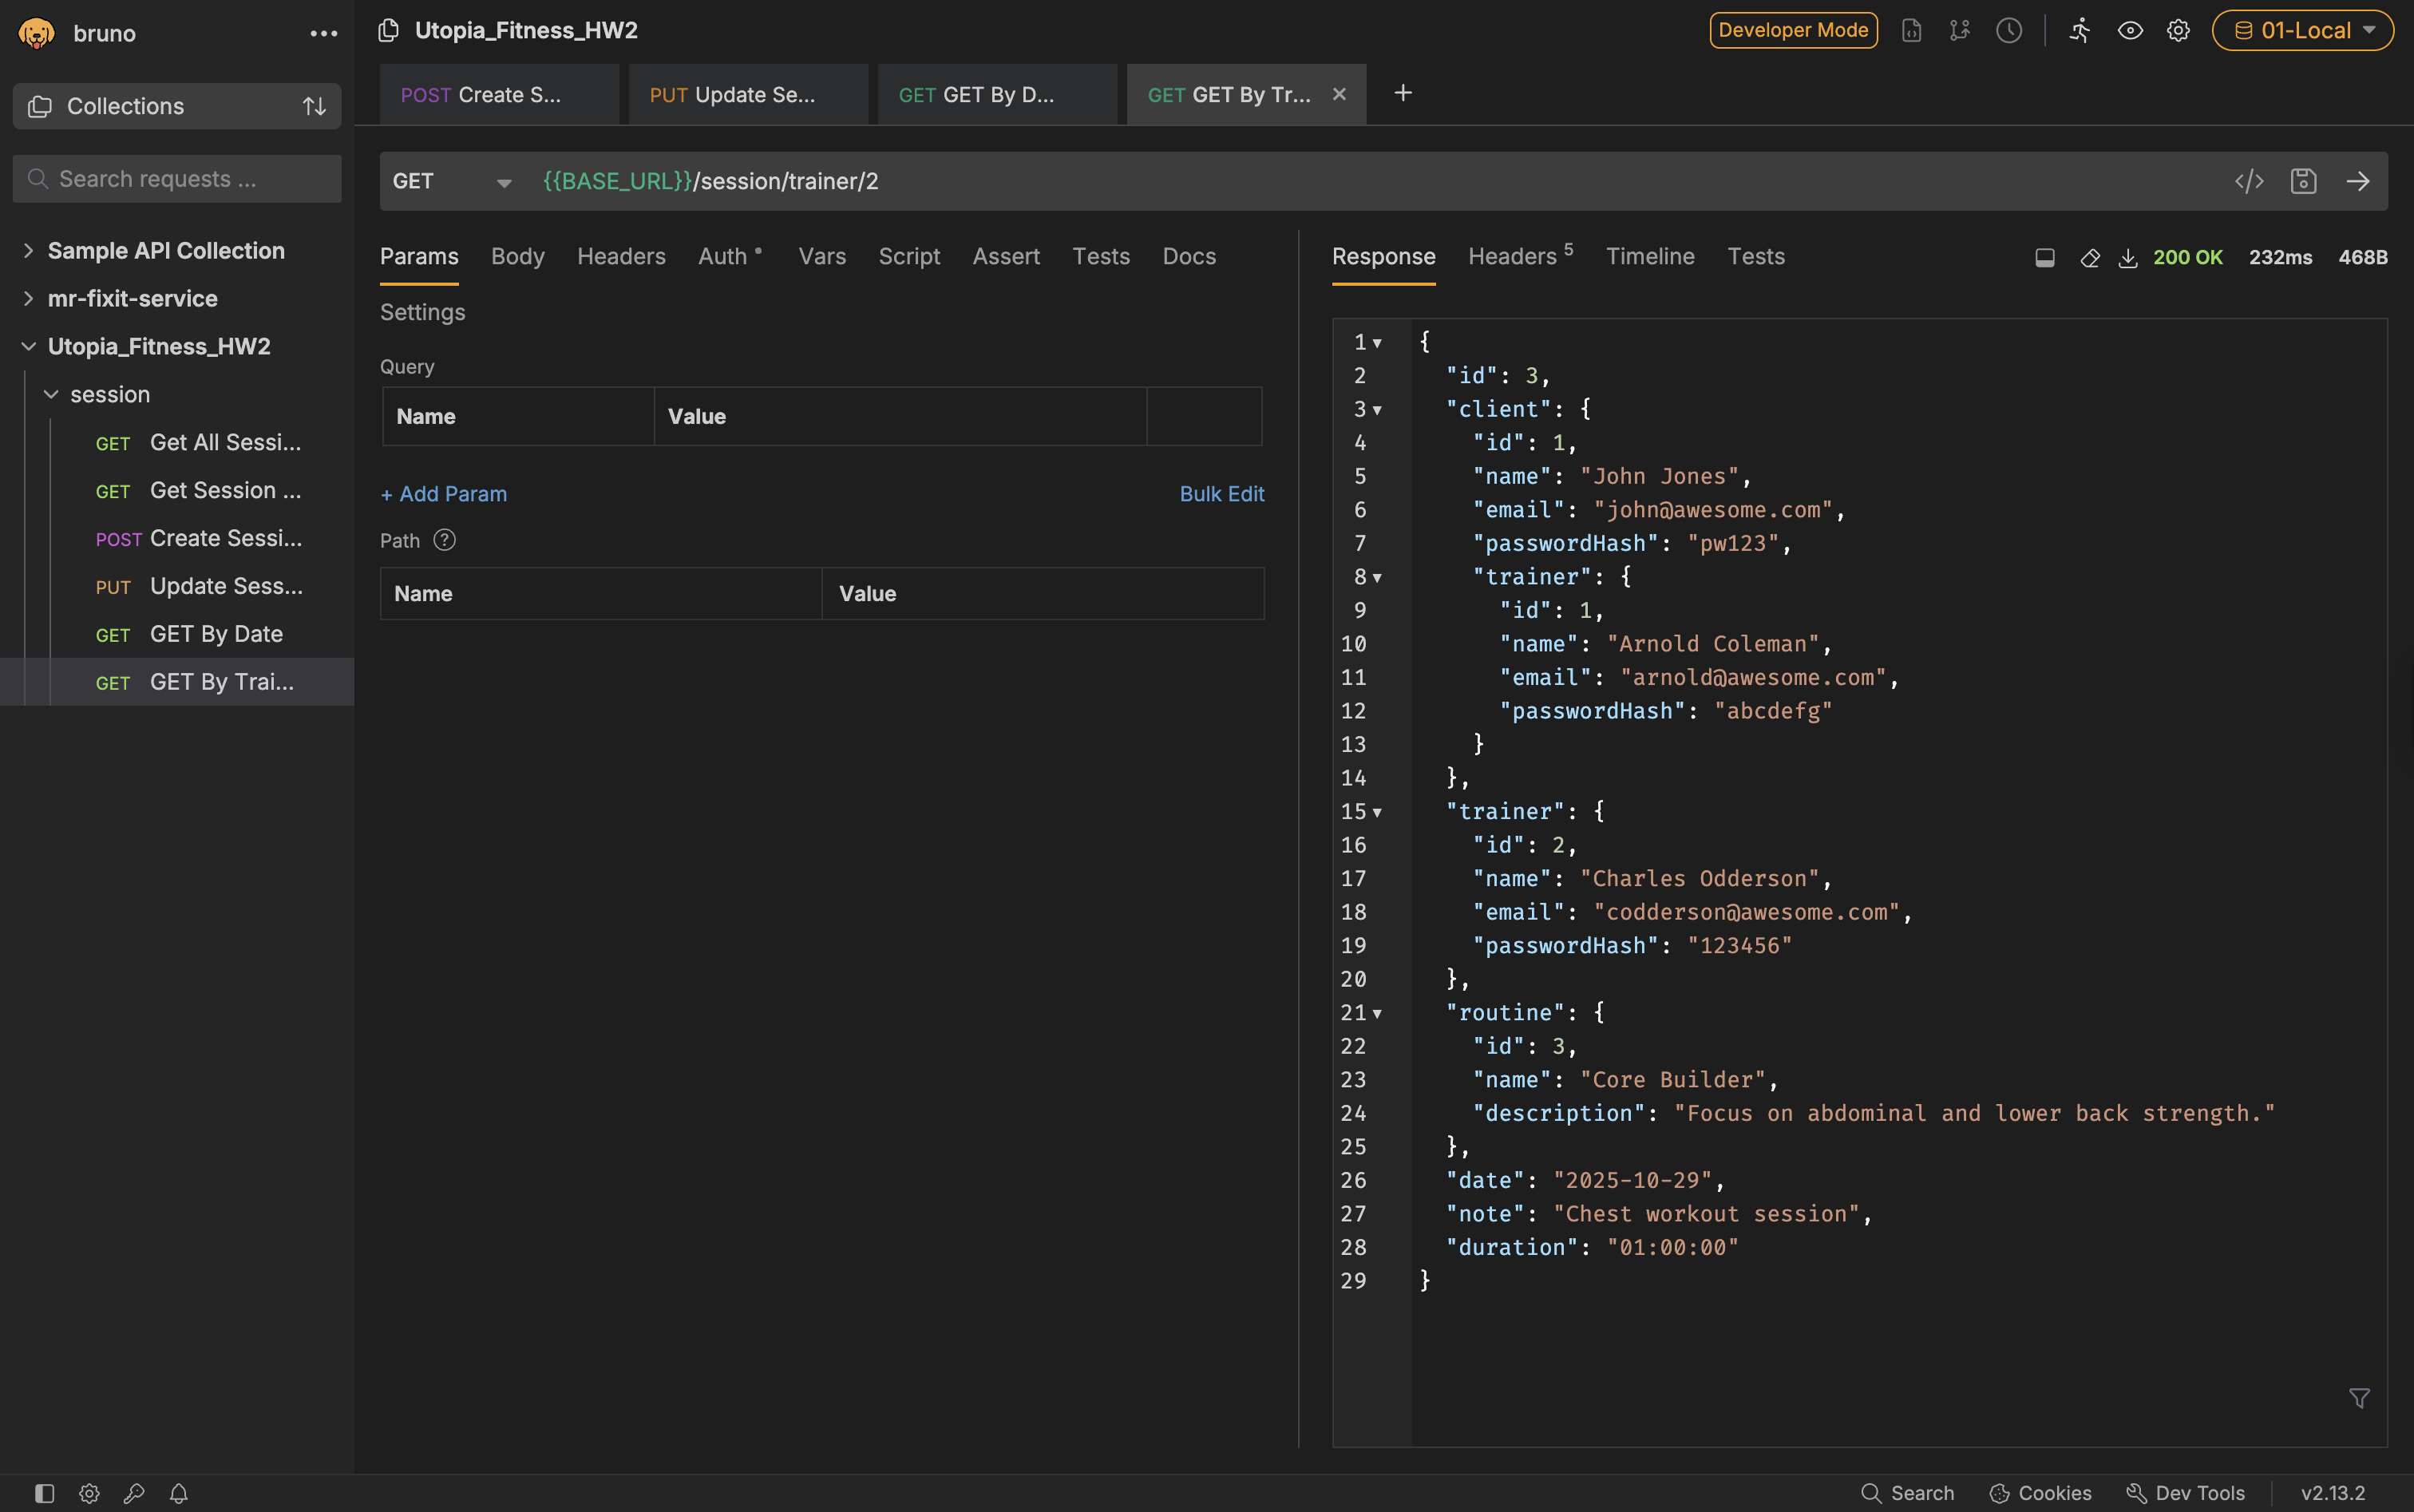 bruno
Collections
Search requests ...
Sample API Collection
mr-fixit-service
Utopia_Fitness_HW2
session
GET Get All Sessi...
GET Get Session ...
POST Create Sessi...
PUT Update Sess...
GET GET By Date
GET GET By Trai...
Utopia_Fitness_HW2
Developer Mode
01-Local
POST Create S...
PUT Update Se...
GET GET By D...
GET GET By Tr...
GET {{BASE_URL}}/session/trainer/2
Params Body Headers Auth Vars Script Assert Tests Docs
Settings
Query
Name Value
+ Add Param Bulk Edit
Path ?
Name Value
Response Headers 5 Timeline Tests 200 OK 232ms 468B
1 {
2 "id": 3,
3 "client": {
4 "id": 1,
5 "name": "John Jones",
6 "email": "john@awesome.com",
7 "passwordHash": "pw123",
8 "trainer": {
9 "id": 1,
10 "name": "Arnold Coleman",
11 "email": "arnold@awesome.com",
12 "passwordHash": "abcdefg"
13 }
14 },
15 "trainer": {
16 "id": 2,
17 "name": "Charles Odderson",
18 "email": "codderson@awesome.com",
19 "passwordHash": "123456"
20 },
21 "routine": {
22 "id": 3,
23 "name": "Core Builder",
24 "description": "Focus on abdominal and lower back strength."
25 },
26 "date": "2025-10-29",
27 "note": "Chest workout session",
28 "duration": "01:00:00"
29 }
Search Cookies Dev Tools v2.13.2